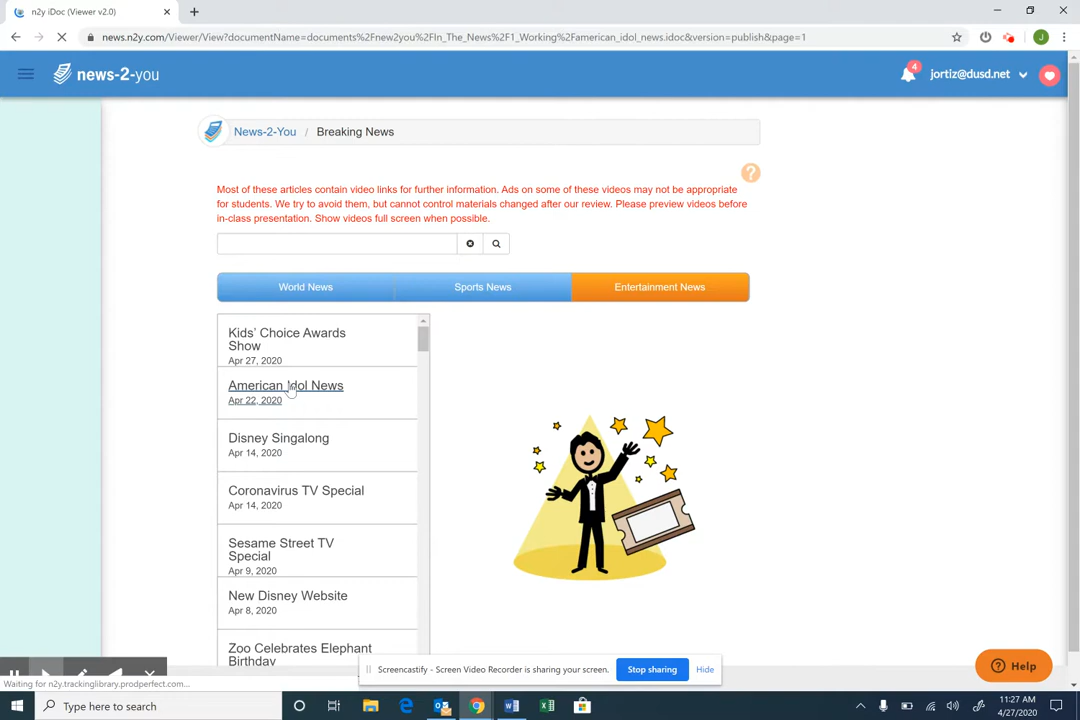 n2y iDoc (Viewer v2.0)
news.n2y.com/Viewer/View?documentName=documents%2Fnew2you%2FIn_The_News%2F1_Working%2Famerican_idol_news.idoc&version=publish&page=1
news-2-you
4
jortiz@dusd.net
J
News-2-You / Breaking News
?
Most of these articles contain video links for further information. Ads on some of these videos may not be appropriate
for students. We try to avoid them, but cannot control materials changed after our review. Please preview videos before
in-class presentation. Show videos full screen when possible.
World News
Sports News
Entertainment News
Kids' Choice Awards
Show
Apr 27, 2020
American Idol News
Apr 22, 2020
Disney Singalong
Apr 14, 2020
Coronavirus TV Special
Apr 14, 2020
Sesame Street TV
Special
Apr 9, 2020
New Disney Website
Apr 8, 2020
Zoo Celebrates Elephant
Birthday
Screencastify - Screen Video Recorder is sharing your screen.
Stop sharing
Hide
Help
Waiting for n2y.trackinglibrary.prodperfect.com...
Type here to search
11:27 AM
4/27/2020